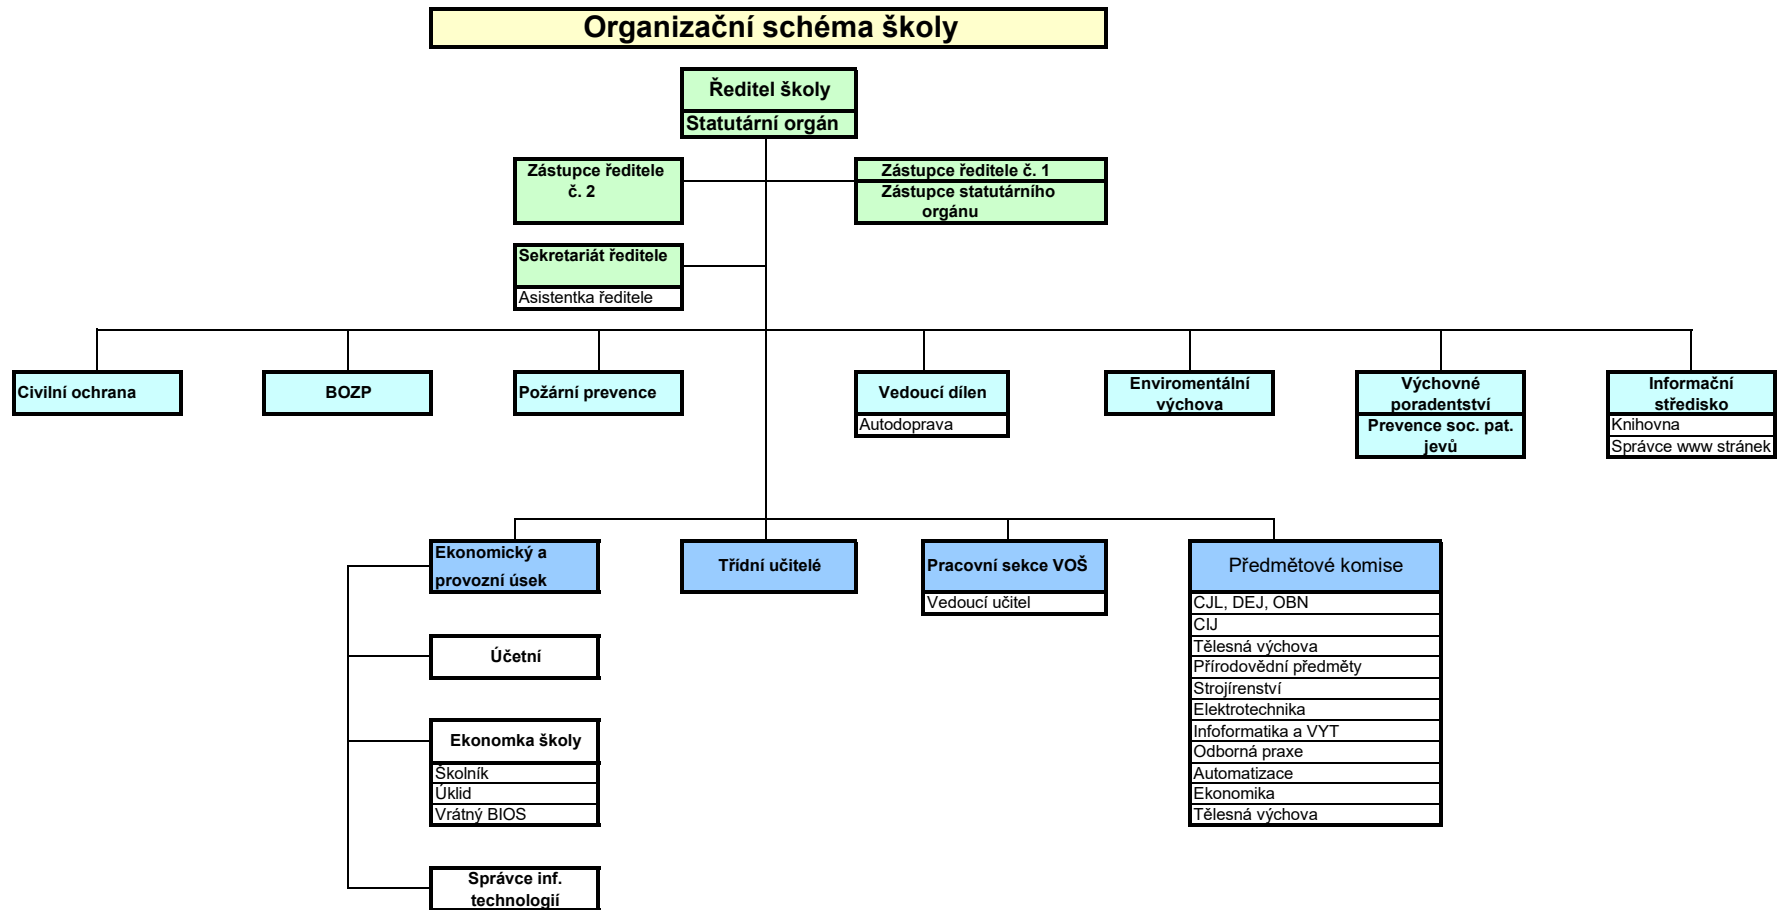 Organizační schéma školy
Ředitel školy
Statutární orgán
Zástupce ředitele
č. 2
Zástupce ředitele č. 1
Zástupce statutárního
orgánu
Sekretariát ředitele
Asistentka ředitele
Civilní ochrana
BOZP
Požární prevence
Vedoucí dílen
Autodoprava
Enviromentální
výchova
Výchovné
poradentství
Prevence soc. pat.
jevů
Informační
středisko
Knihovna
Správce www stránek
Ekonomický a
provozní úsek
Třídní učitelé
Pracovní sekce VOŠ
Vedoucí učitel
Předmětové komise
CJL, DEJ, OBN
CIJ
Tělesná výchova
Přírodovědní předměty
Strojírenství
Elektrotechnika
Infoformatika a VYT
Odborná praxe
Automatizace
Ekonomika
Tělesná výchova
Účetní
Ekonomka školy
Školník
Úklid
Vrátný BIOS
Správce inf.
technologií